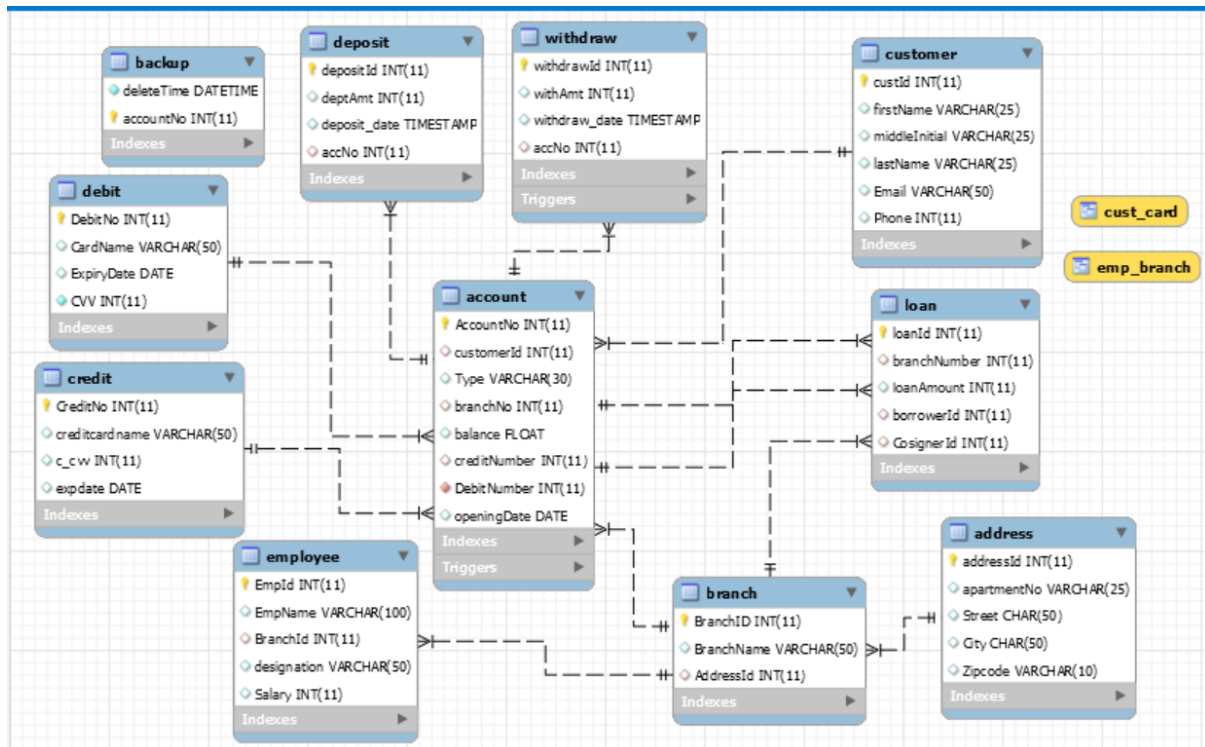 backup
deleteTime DATETIME
accountNo INT(11)
Indexes
deposit
depositId INT(11)
deptAmt INT(11)
deposit_date TIMESTAMP
accNo INT(11)
Indexes
withdraw
withdrawId INT(11)
withAmt INT(11)
withdraw_date TIMESTAMP
accNo INT(11)
Indexes
Triggers
customer
custId INT(11)
firstName VARCHAR(25)
middleInitial VARCHAR(25)
lastName VARCHAR(25)
Email VARCHAR(50)
Phone INT(11)
Indexes
cust_card
emp_branch
debit
DebitNo INT(11)
CardName VARCHAR(50)
ExpiryDate DATE
CVV INT(11)
Indexes
account
AccountNo INT(11)
customerId INT(11)
Type VARCHAR(30)
branchNo INT(11)
balance FLOAT
creditNumber INT(11)
DebitNumber INT(11)
openingDate DATE
Indexes
Triggers
loan
loanId INT(11)
branchNumber INT(11)
loanAmount INT(11)
borrowerId INT(11)
CosignerId INT(11)
Indexes
credit
CreditNo INT(11)
creditcardname VARCHAR(50)
c_cvv INT(11)
expdate DATE
Indexes
employee
EmpId INT(11)
EmpName VARCHAR(100)
BranchId INT(11)
designation VARCHAR(50)
Salary INT(11)
Indexes
branch
BranchID INT(11)
BranchName VARCHAR(50)
AddressId INT(11)
Indexes
address
addressId INT(11)
apartmentNo VARCHAR(25)
Street CHAR(50)
City CHAR(50)
Zipcode VARCHAR(10)
Indexes